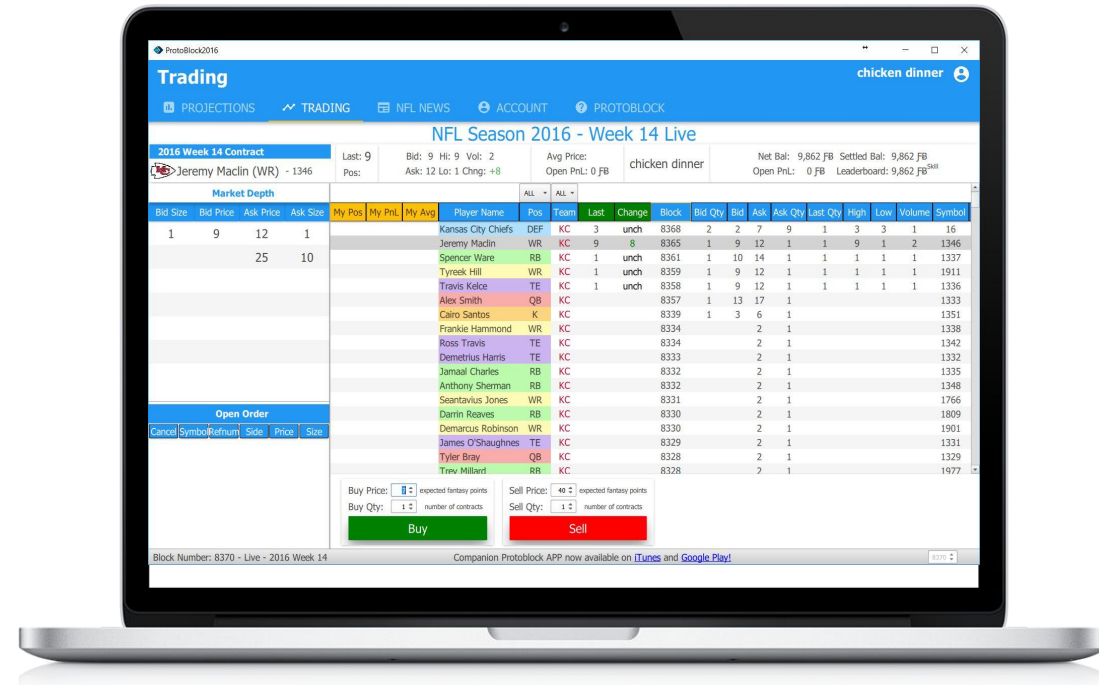 ProtoBlock2016
Trading
chicken dinner
PROJECTIONS TRADING NFL NEWS ACCOUNT PROTOBLOCK
NFL Season 2016 - Week 14 Live
2016 Week 14 Contract
Jeremy Maclin (WR) - 1346
Last: 9 Bid: 9 Hi: 9 Vol: 2 Avg Price: chicken dinner Net Bal: 9,862 ƑB Settled Bal: 9,862 ƑB
Pos: Ask: 12 Lo: 1 Chng: +8 Open PnL: 0 ƑB Open PnL: 0 ƑB Leaderboard: 9,862 ƑB Skill
Market Depth
Bid Size Bid Price Ask Price Ask Size
1 9 12 1
25 10
Open Order
Cancel Symbol Refnum Side Price Size
ALL ALL
My Pos My PnL My Avg Player Name Pos Team Last Change Block Bid Qty Bid Ask Ask Qty Last Qty High Low Volume Symbol
Kansas City Chiefs DEF KC 3 unch 8368 2 2 7 9 1 3 3 1 16
Jeremy Maclin WR KC 9 8 8365 1 9 12 1 1 9 1 2 1346
Spencer Ware RB KC 1 unch 8361 1 10 14 1 1 1 1 1 1337
Tyreek Hill WR KC 1 unch 8359 1 9 12 1 1 1 1 1 1911
Travis Kelce TE KC 1 unch 8358 1 9 12 1 1 1 1 1 1336
Alex Smith QB KC 8357 1 13 17 1 1333
Cairo Santos K KC 8339 1 3 6 1 1351
Frankie Hammond WR KC 8334 2 1 1338
Ross Travis TE KC 8334 2 1 1342
Demetrius Harris TE KC 8333 2 1 1332
Jamaal Charles RB KC 8332 2 1 1335
Anthony Sherman RB KC 8332 2 1 1348
Seantavius Jones WR KC 8331 2 1 1766
Darrin Reaves RB KC 8330 2 1 1809
Demarcus Robinson WR KC 8330 2 1 1901
James O'Shaughnes TE KC 8329 2 1 1331
Tyler Bray QB KC 8328 2 1 1329
Trey Millard RB KC 8328 2 1 1977
Buy Price: expected fantasy points
Buy Qty: 1 number of contracts
Buy
Sell Price: 40 expected fantasy points
Sell Qty: 1 number of contracts
Sell
Block Number: 8370 - Live - 2016 Week 14
Companion Protoblock APP now available on iTunes and Google Play!
8370